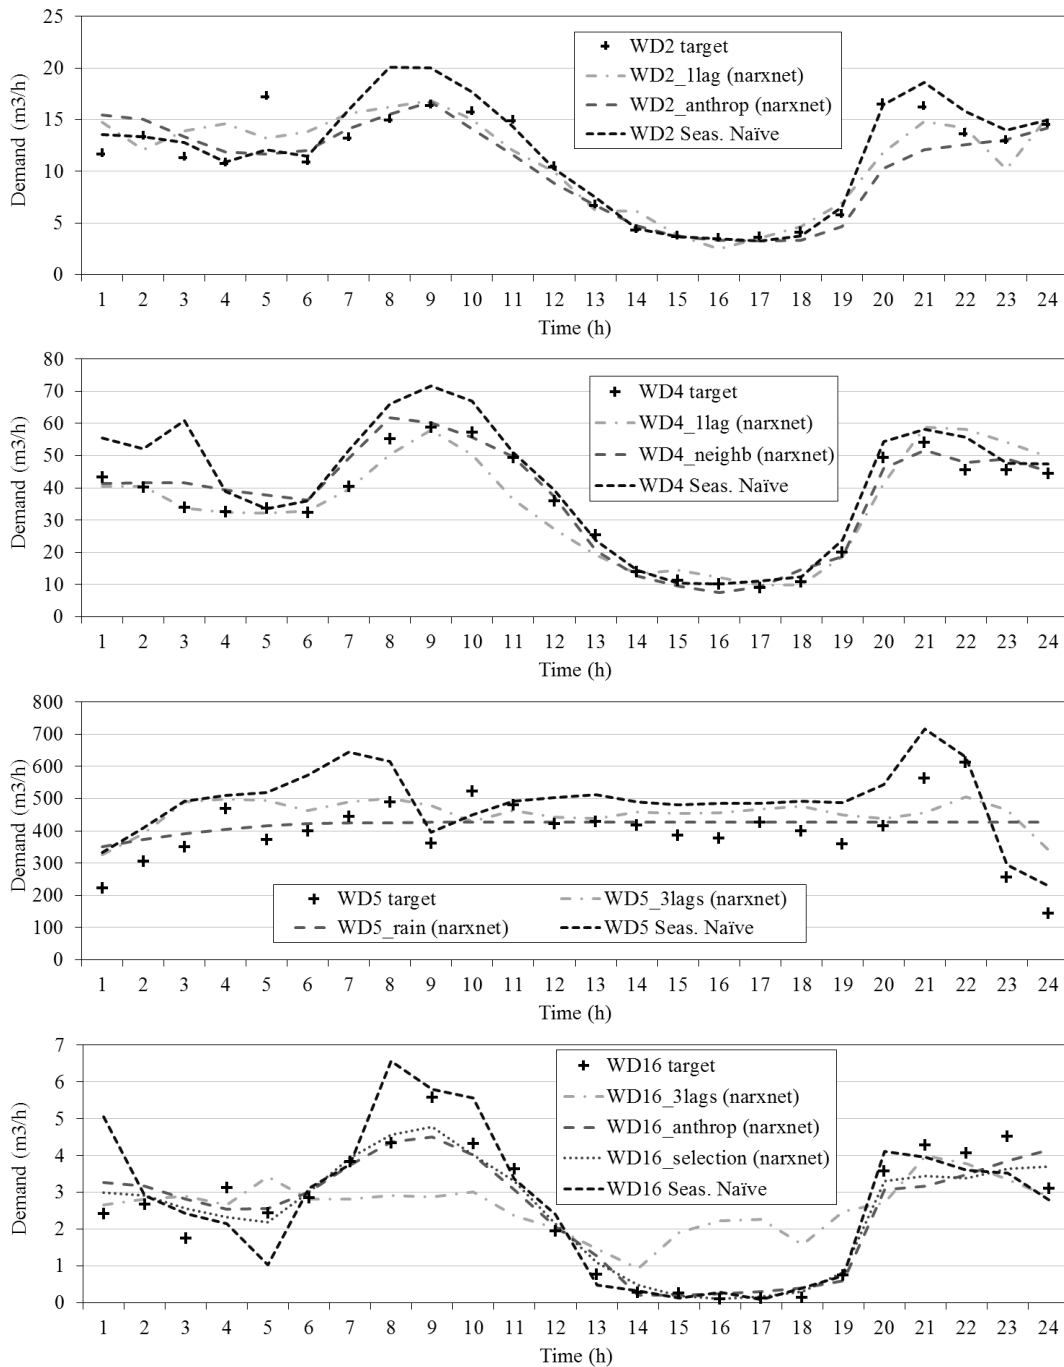 25
20
15
10
5
0
Demand (m3/h)
WD2 target
WD2_1lag (narxnet)
WD2_anthrop (narxnet)
WD2 Seas. Naïve
1 2 3 4 5 6 7 8 9 10 11 12 13 14 15 16 17 18 19 20 21 22 23 24
Time (h)
80
70
60
50
40
30
20
10
0
Demand (m3/h)
WD4 target
WD4_1lag (narxnet)
WD4_neighb (narxnet)
WD4 Seas. Naïve
1 2 3 4 5 6 7 8 9 10 11 12 13 14 15 16 17 18 19 20 21 22 23 24
Time (h)
800
700
600
500
400
300
200
100
0
Demand (m3/h)
WD5 target WD5_3lags (narxnet)
WD5_rain (narxnet) WD5 Seas. Naïve
1 2 3 4 5 6 7 8 9 10 11 12 13 14 15 16 17 18 19 20 21 22 23 24
Time (h)
7
6
5
4
3
2
1
0
Demand (m3/h)
WD16 target
WD16_3lags (narxnet)
WD16_anthrop (narxnet)
WD16_selection (narxnet)
WD16 Seas. Naïve
1 2 3 4 5 6 7 8 9 10 11 12 13 14 15 16 17 18 19 20 21 22 23 24
Time (h)